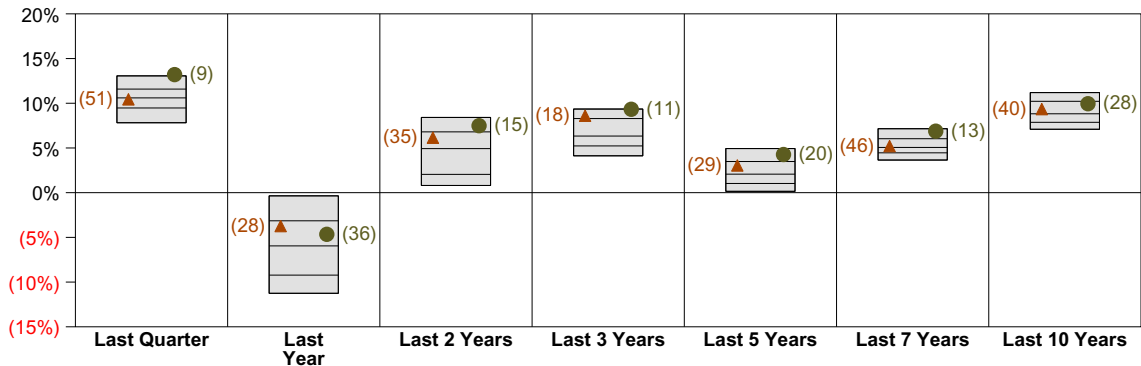 20%
15%
10%
5%
0%
(5%)
(10%)
(15%)
(51)
(9)
(28)
(36)
(35)
(15)
(18)
(11)
(29)
(20)
(46)
(13)
(40)
(28)
Last Quarter
Last
Year
Last 2 Years
Last 3 Years
Last 5 Years
Last 7 Years
Last 10 Years